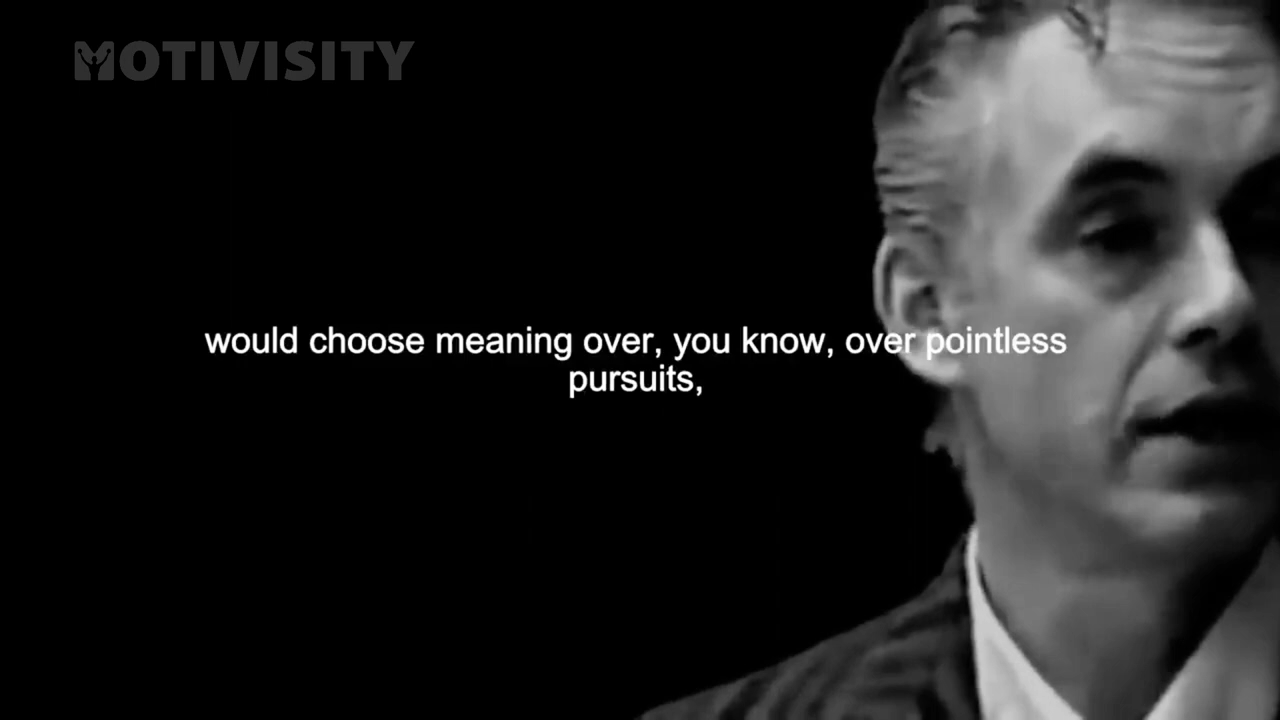 MOTIVISITY
would choose meaning over, you know, over pointless
pursuits,